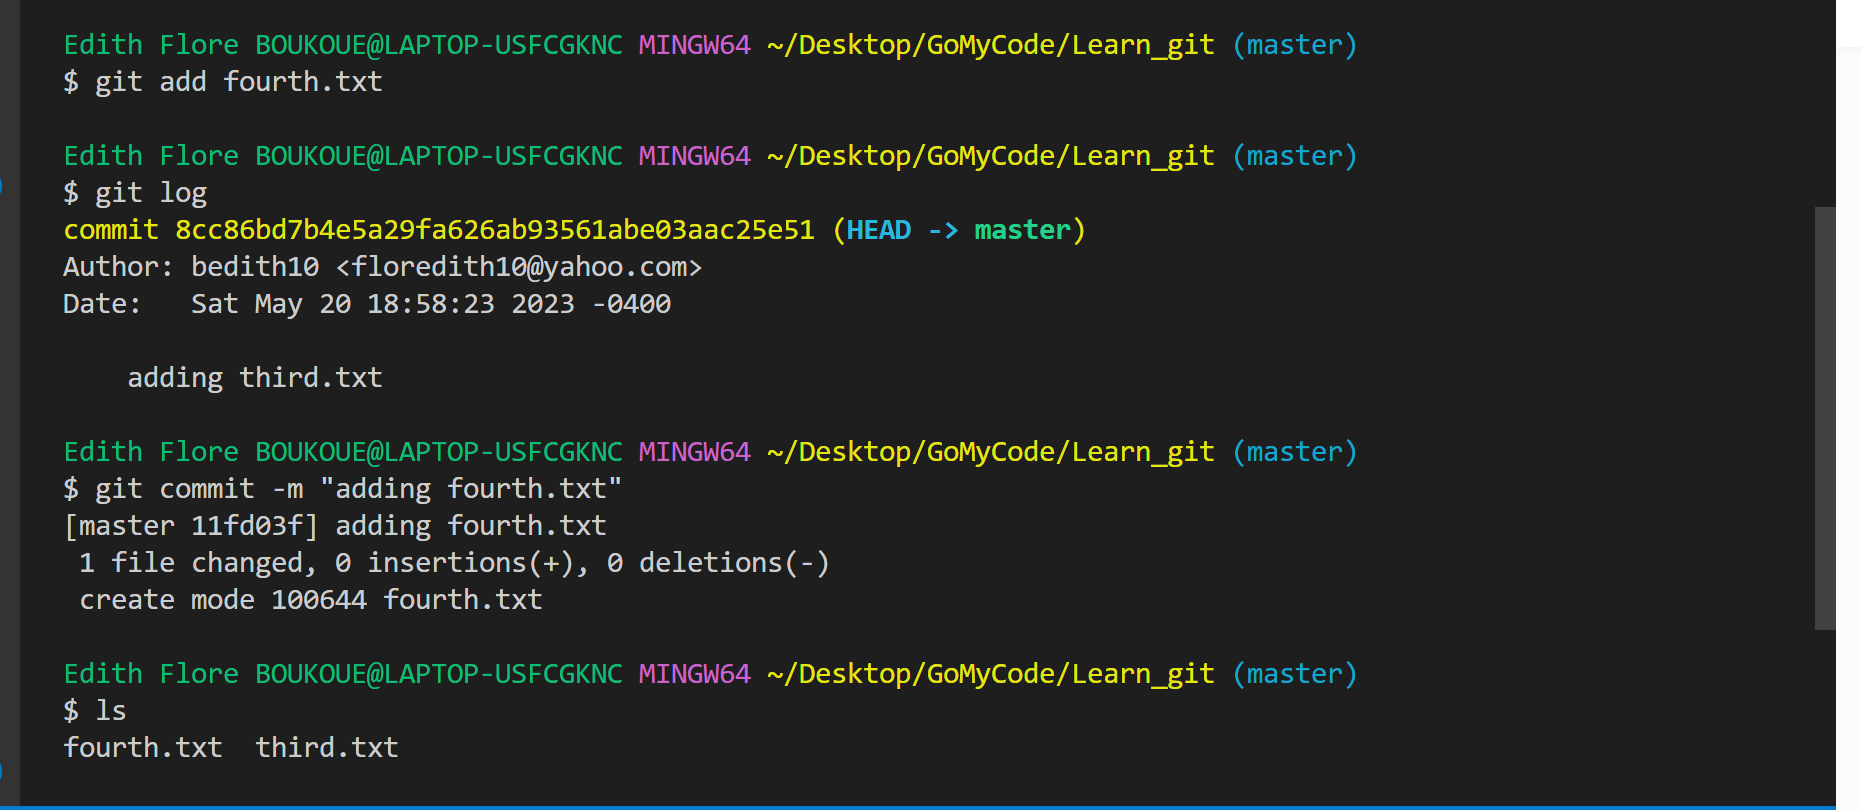 Edith Flore BOUKOUE@LAPTOP-USFCGKNC MINGW64 ~/Desktop/GoMyCode/Learn_git (master)
$ git add fourth.txt
Edith Flore BOUKOUE@LAPTOP-USFCGKNC MINGW64 ~/Desktop/GoMyCode/Learn_git (master)
$ git log
commit 8cc86bd7b4e5a29fa626ab93561abe03aac25e51 (HEAD -> master)
Author: bedith10 <floredith10@yahoo.com>
Date:   Sat May 20 18:58:23 2023 -0400
    adding third.txt
Edith Flore BOUKOUE@LAPTOP-USFCGKNC MINGW64 ~/Desktop/GoMyCode/Learn_git (master)
$ git commit -m "adding fourth.txt"
[master 11fd03f] adding fourth.txt
 1 file changed, 0 insertions(+), 0 deletions(-)
 create mode 100644 fourth.txt
Edith Flore BOUKOUE@LAPTOP-USFCGKNC MINGW64 ~/Desktop/GoMyCode/Learn_git (master)
$ ls
fourth.txt  third.txt